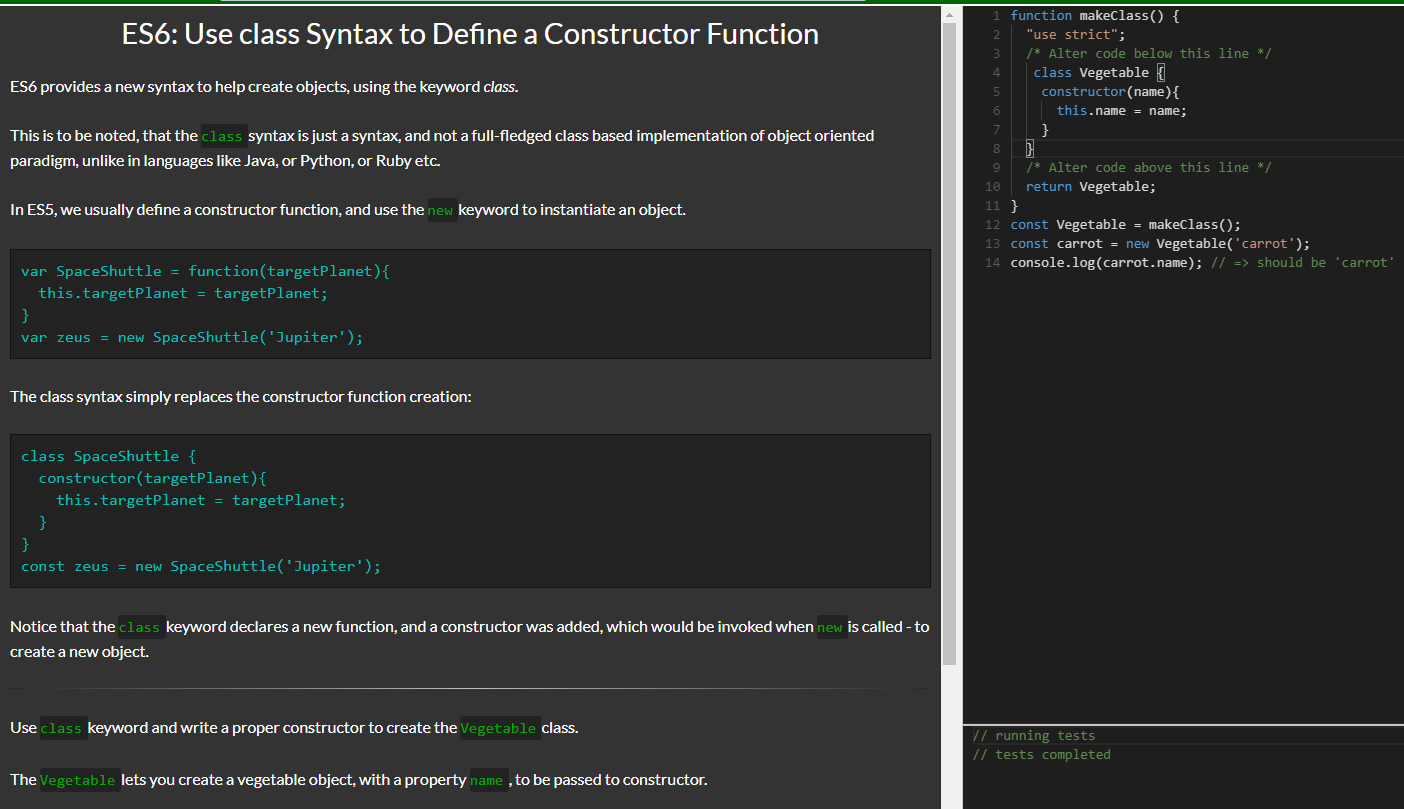 ES6: Use class Syntax to Define a Constructor Function
ES6 provides a new syntax to help create objects, using the keyword class.
This is to be noted, that the class syntax is just a syntax, and not a full-fledged class based implementation of object oriented
paradigm, unlike in languages like Java, or Python, or Ruby etc.
In ES5, we usually define a constructor function, and use the new keyword to instantiate an object.
var SpaceShuttle = function(targetPlanet){
  this.targetPlanet = targetPlanet;
}
var zeus = new SpaceShuttle('Jupiter');
The class syntax simply replaces the constructor function creation:
class SpaceShuttle {
  constructor(targetPlanet){
    this.targetPlanet = targetPlanet;
  }
}
const zeus = new SpaceShuttle('Jupiter');
Notice that the class keyword declares a new function, and a constructor was added, which would be invoked when new is called - to
create a new object.
Use class keyword and write a proper constructor to create the Vegetable class.
The Vegetable lets you create a vegetable object, with a property name , to be passed to constructor.
1 function makeClass() {
2   "use strict";
3   /* Alter code below this line */
4    class Vegetable {
5     constructor(name){
6       this.name = name;
7     }
8   }
9   /* Alter code above this line */
10   return Vegetable;
11 }
12 const Vegetable = makeClass();
13 const carrot = new Vegetable('carrot');
14 console.log(carrot.name); // => should be 'carrot'
// running tests
// tests completed